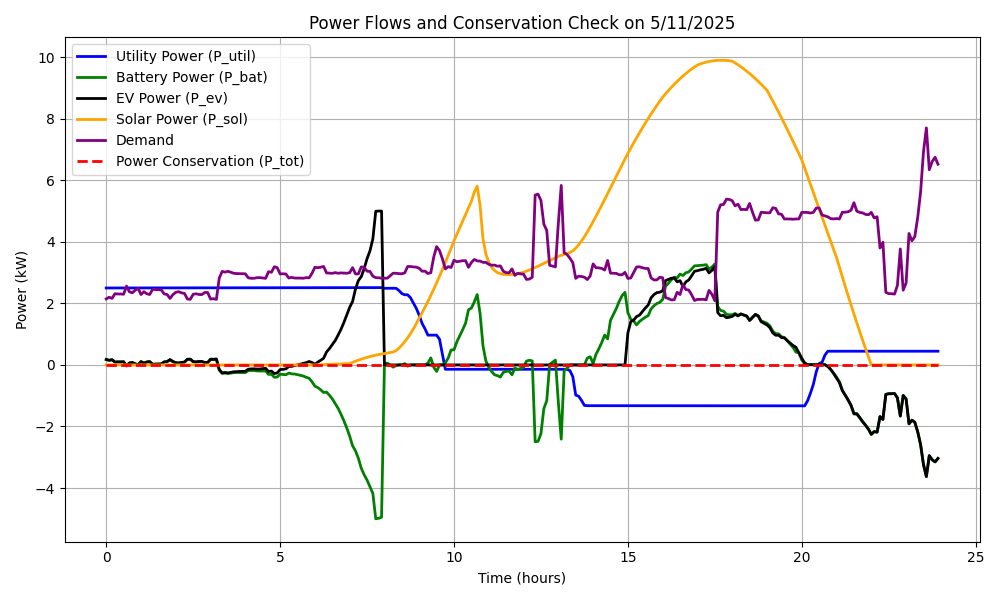 Power Flows and Conservation Check on 5/11/2025
Utility Power (P_util)
Battery Power (P_bat)
EV Power (P_ev)
Solar Power (P_sol)
Demand
Power Conservation (P_tot)
Power (kW)
10
8
6
4
2
0
−2
−4
0 5 10 15 20 25
Time (hours)